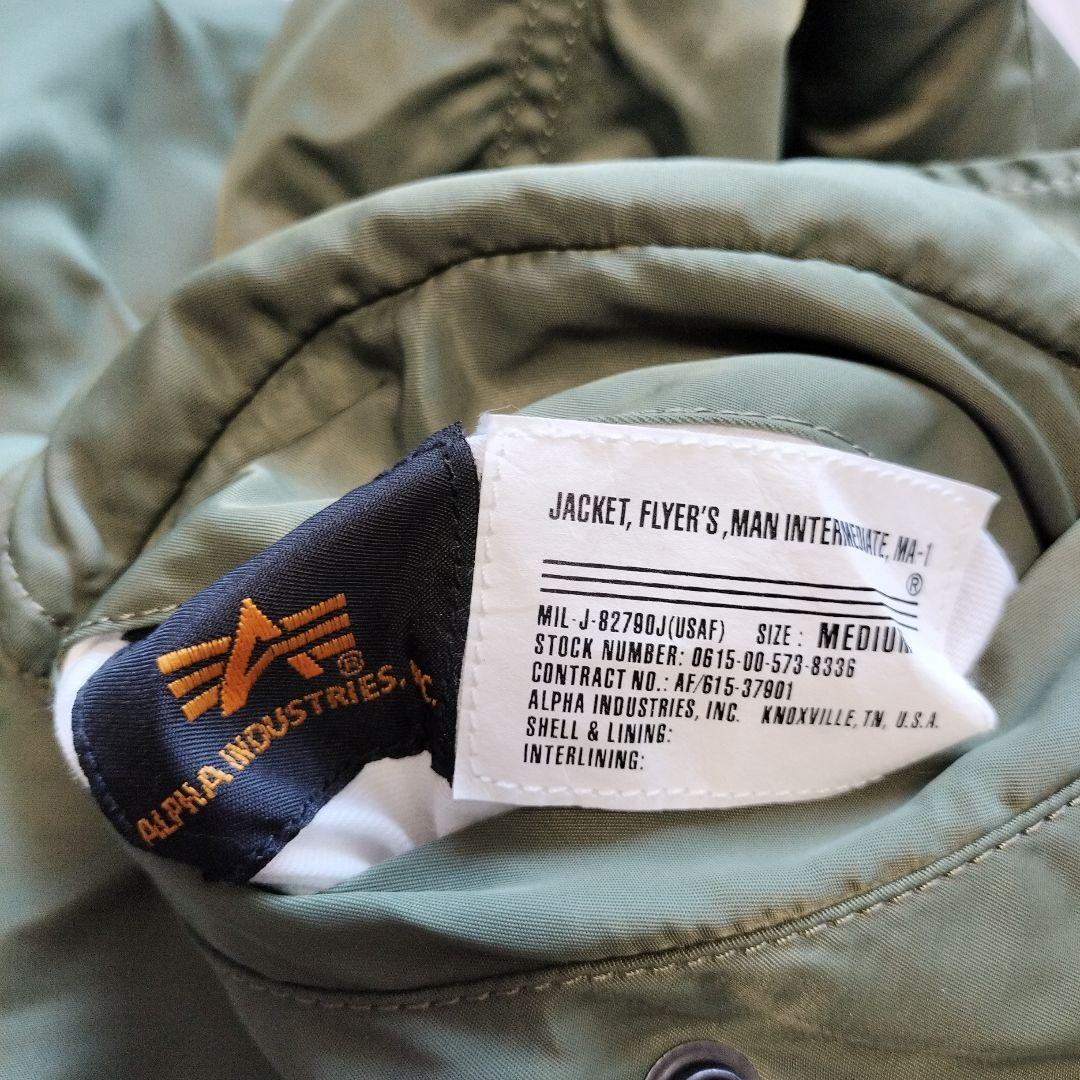 ALPHA INDUSTRIES,
®
JACKET, FLYER'S ,MAN INTERMEDIATE, MA-1
®
MIL-J-82790J(USAF) SIZE : MEDIUM
STOCK NUMBER: 0615-00-573-8336
CONTRACT NO.: AF/615-37901
ALPHA INDUSTRIES, INC. KNOXVILLE, TN, U.S.A.
SHELL & LINING:
INTERLINING: